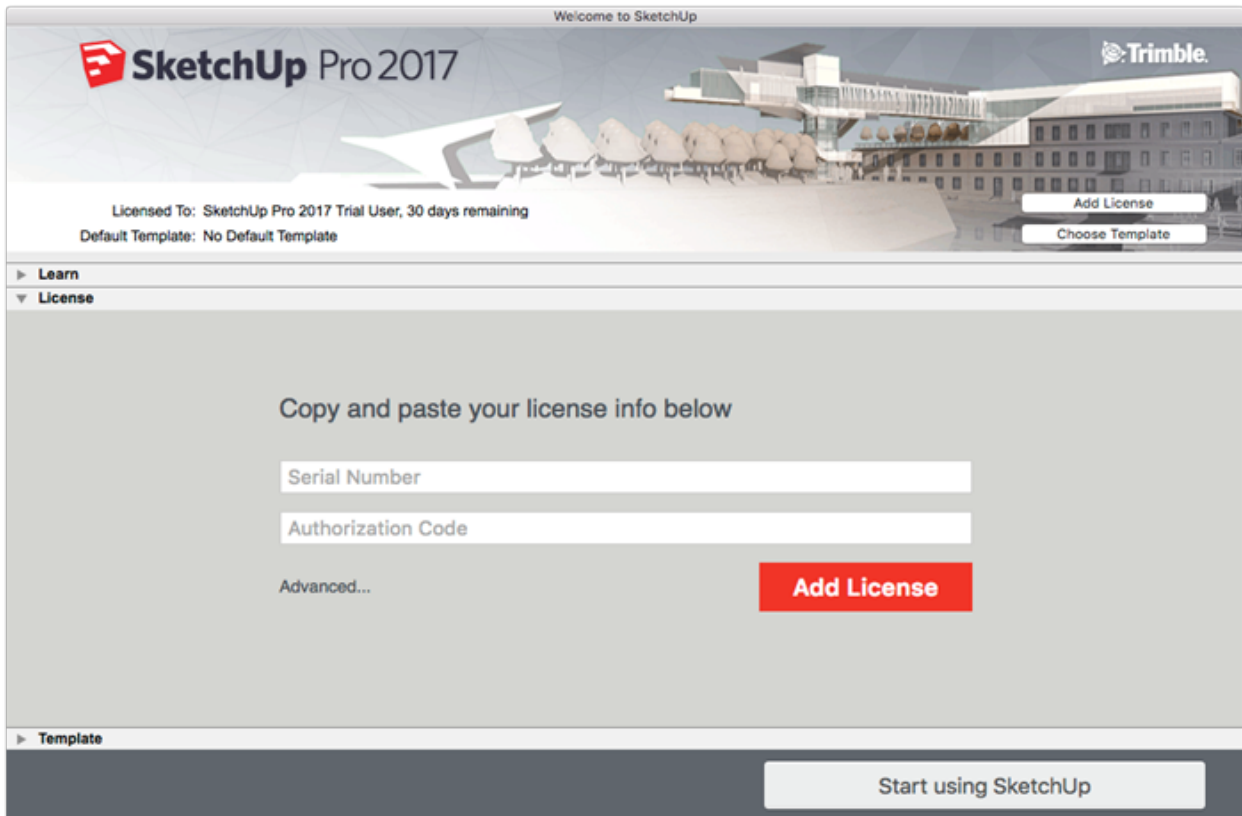 Welcome to SketchUp
SketchUp Pro 2017
Trimble.
Licensed To: SketchUp Pro 2017 Trial User, 30 days remaining
Add License
Default Template: No Default Template
Choose Template
Learn
License
Copy and paste your license info below
Serial Number
Authorization Code
Advanced...
Add License
Template
Start using SketchUp